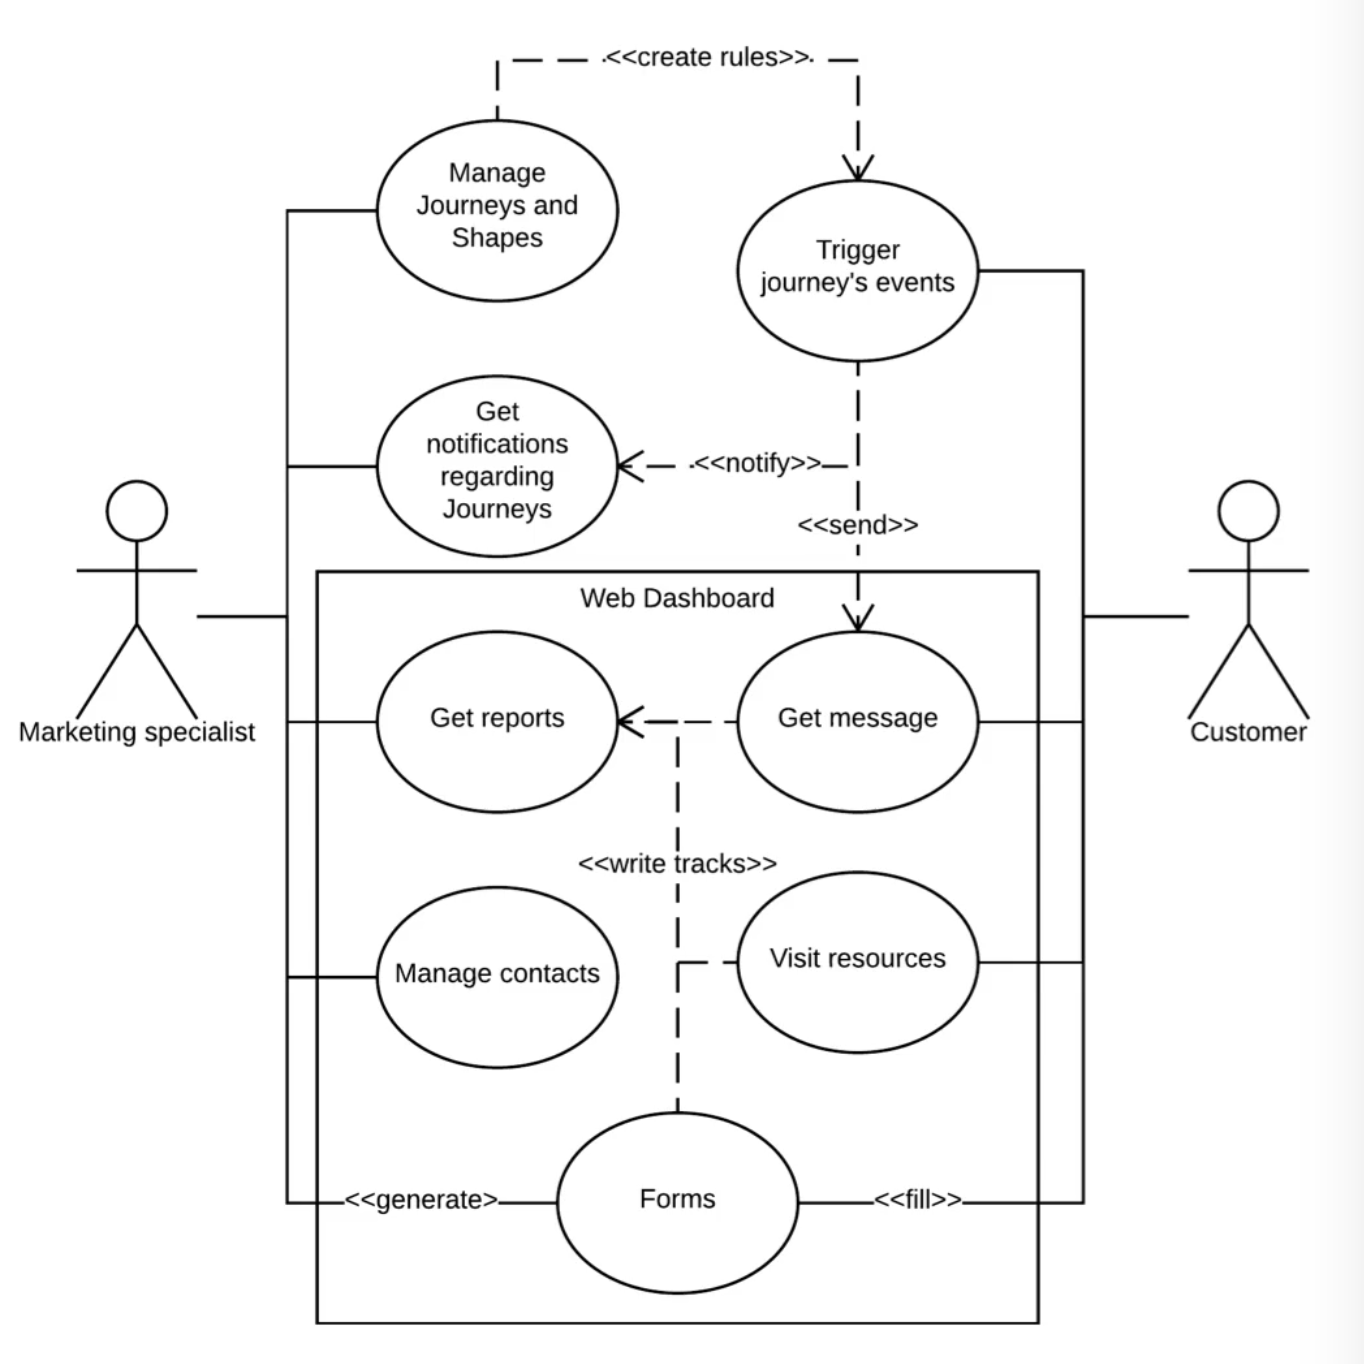 <<create rules>>
Manage
Journeys and
Shapes
Trigger
journey's events
Get
notifications
regarding
Journeys
<<notify>>
<<send>>
Web Dashboard
Get reports
Get message
Marketing specialist
Customer
<<write tracks>>
Visit resources
Manage contacts
<<generate>
Forms
<<fill>>